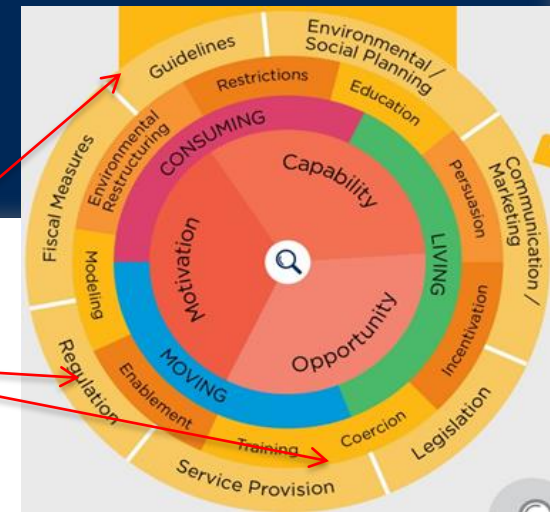 Guidelines
Environmental /
Social Planning
Communication /
Marketing
Legislation
Service Provision
Regulation
Fiscal Measures
Restrictions
Education
Persuasion
Incentivation
Coercion
Training
Enablement
Modeling
Environmental
Restructuring
CONSUMING
LIVING
MOVING
Capability
Opportunity
Motivation